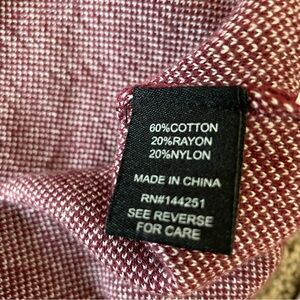 60%COTTON
20%RAYON
20%NYLON
MADE IN CHINA
RN#144251
SEE REVERSE
FOR CARE